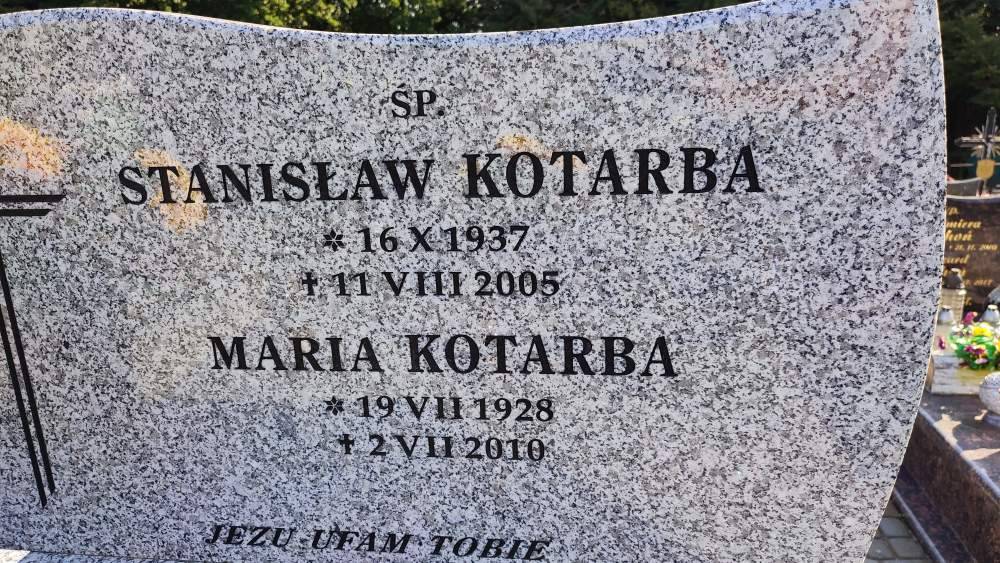 ŚP.
STANISŁAW KOTARBA
* 16 X 1937
† 11 VIII 2005
MARIA KOTARBA
* 19 VII 1928
† 2 VII 2010
JEZU UFAM TOBIE